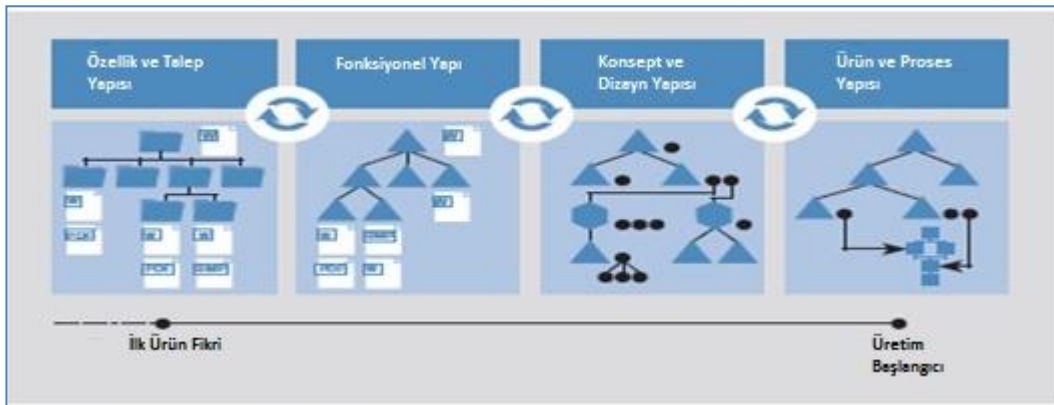 Özellik ve Talep
Yapısı
Fonksiyonel Yapı
Konsept ve
Dizayn Yapısı
Ürün ve Proses
Yapısı
W
W
W
W
W
W
W
İlk Ürün Fikri
Üretim
Başlangıcı